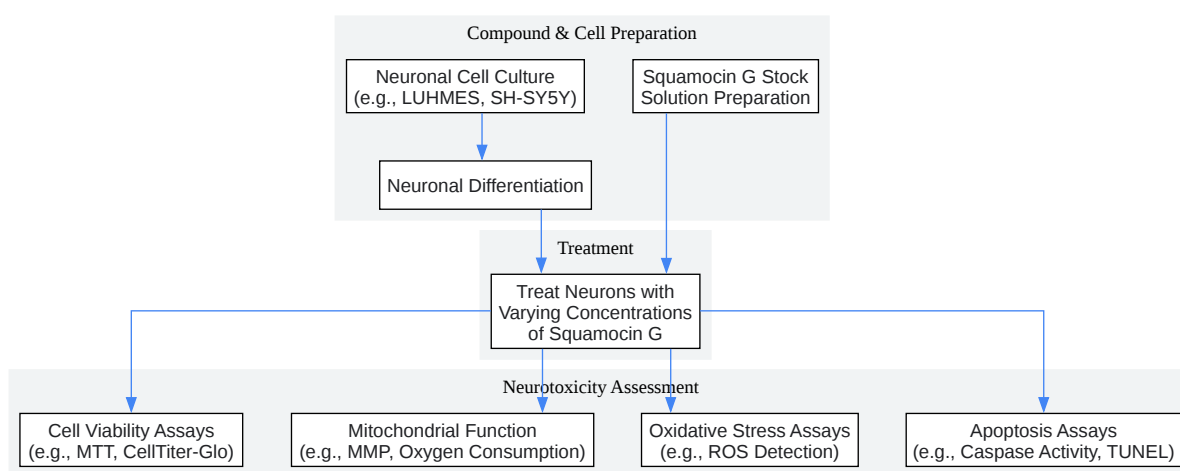 Compound & Cell Preparation
Neuronal Cell Culture
(e.g., LUHMES, SH-SY5Y)
Squamocin G Stock
Solution Preparation
Neuronal Differentiation
Treatment
Treat Neurons with
Varying Concentrations
of Squamocin G
Neurotoxicity Assessment
Cell Viability Assays
(e.g., MTT, CellTiter-Glo)
Mitochondrial Function
(e.g., MMP, Oxygen Consumption)
Oxidative Stress Assays
(e.g., ROS Detection)
Apoptosis Assays
(e.g., Caspase Activity, TUNEL)